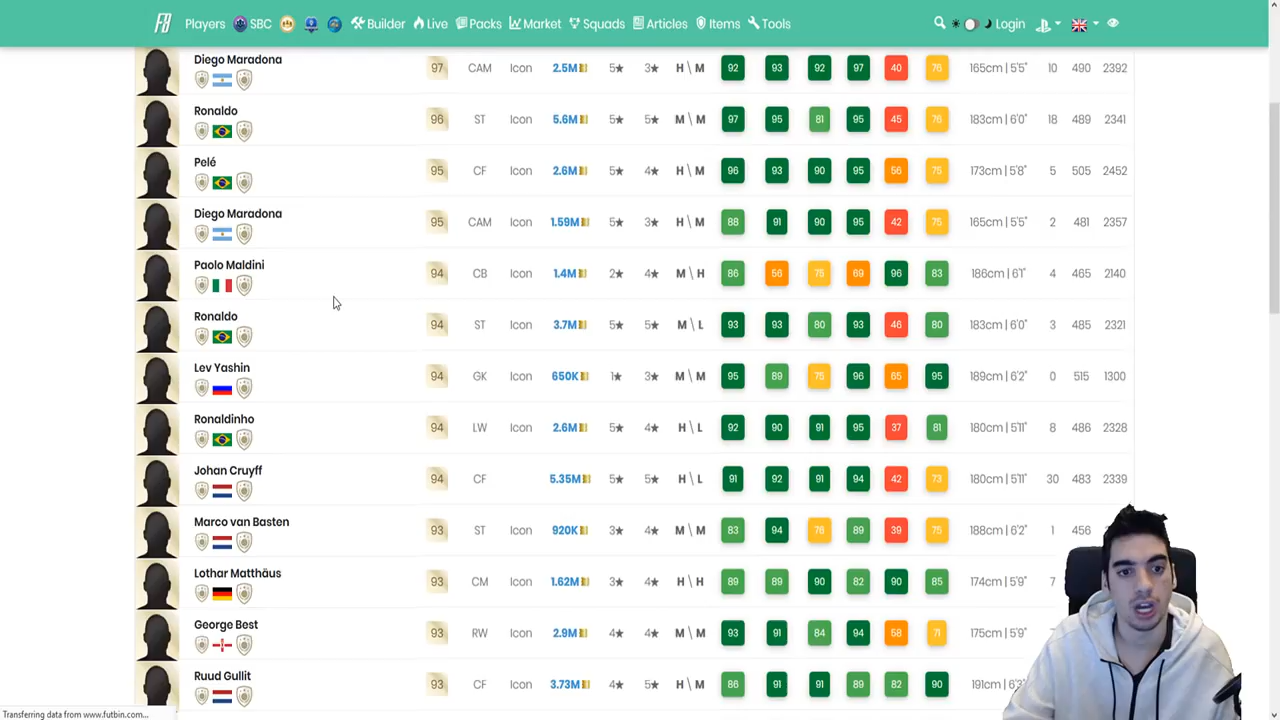 F8 Players SBC Builder Live Packs Market Squads Articles Items Tools Login
Diego Maradona 97 CAM Icon 2.5M 5★ 3★ H \ M 92 93 92 97 40 76 165cm | 5'5" 10 490 2392
Ronaldo 96 ST Icon 5.6M 5★ 5★ M \ M 97 95 81 95 45 76 183cm | 6'0" 18 489 2341
Pelé 95 CF Icon 2.6M 5★ 4★ H \ M 96 93 90 95 56 75 173cm | 5'8" 5 505 2452
Diego Maradona 95 CAM Icon 1.59M 5★ 3★ H \ M 88 91 90 95 42 75 165cm | 5'5" 2 481 2357
Paolo Maldini 94 CB Icon 1.4M 2★ 4★ M \ H 86 56 75 69 96 83 186cm | 6'1" 4 465 2140
Ronaldo 94 ST Icon 3.7M 5★ 5★ M \ L 93 93 80 93 46 80 183cm | 6'0" 3 485 2321
Lev Yashin 94 GK Icon 650K 1★ 3★ M \ M 95 89 75 96 65 95 189cm | 6'2" 0 515 1300
Ronaldinho 94 LW Icon 2.6M 5★ 4★ H \ L 92 90 91 95 37 81 180cm | 5'11" 8 486 2328
Johan Cruyff 94 CF 5.35M 5★ 5★ H \ L 91 92 91 94 42 73 180cm | 5'11" 30 483 2339
Marco van Basten 93 ST Icon 920K 3★ 4★ M \ M 83 94 76 89 39 75 188cm | 6'2" 1 456
Lothar Matthäus 93 CM Icon 1.62M 3★ 4★ H \ H 89 89 90 82 90 85 174cm | 5'9" 7
George Best 93 RW Icon 2.9M 4★ 4★ M \ M 93 91 84 94 58 71 175cm | 5'9"
Ruud Gullit 93 CF Icon 3.73M 4★ 5★ H \ M 86 91 91 89 82 90 191cm | 6'3"
Transferring data from www.futbin.com...